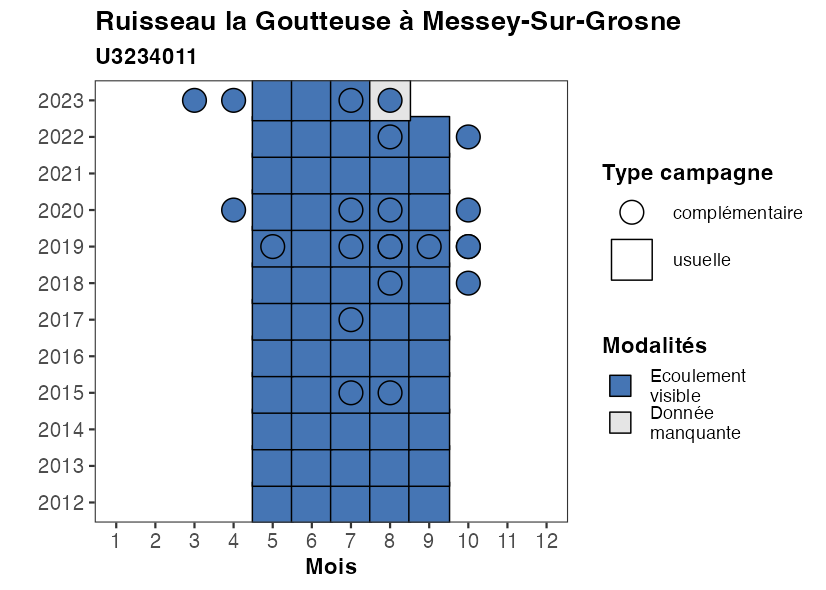 Ruisseau la Goutteuse à Messey-Sur-Grosne
U3234011
2023
2022
2021
2020
2019
2018
2017
2016
2015
2014
2013
2012
1 2 3 4 5 6 7 8 9 10 11 12
Mois
Type campagne
complémentaire
usuelle
Modalités
Ecoulement
visible
Donnée
manquante